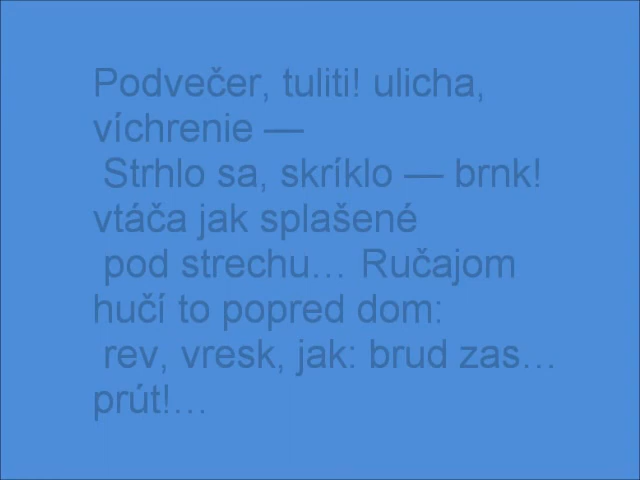 Podvečer, tuliti! ulicha,
víchrenie —
Strhlo sa, skríklo — brnk!
vtáča jak splašené
pod strechu… Ručajom
hučí to popred dom:
rev, vresk, jak: brud zas…
prút!…